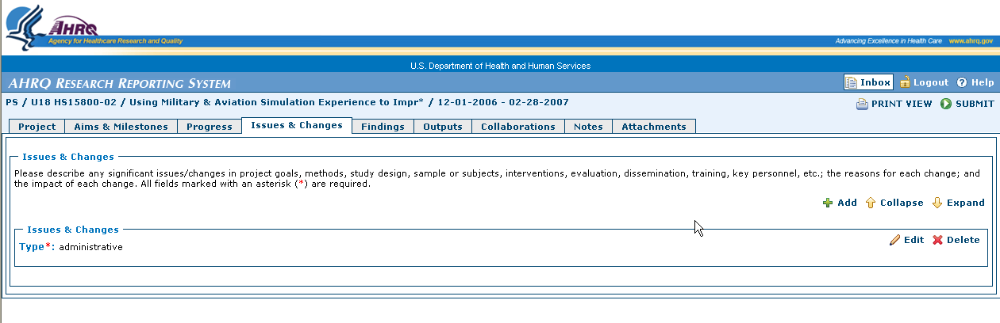 AHRQ
Agency for Healthcare Research and Quality
Advancing Excellence in Health Care www.ahrq.gov
U.S. Department of Health and Human Services
AHRQ RESEARCH REPORTING SYSTEM
Inbox Logout Help
PS / U18 HS15800-02 / Using Military & Aviation Simulation Experience to Impr* / 12-01-2006 - 02-28-2007
PRINT VIEW SUBMIT
Project Aims & Milestones Progress Issues & Changes Findings Outputs Collaborations Notes Attachments
Issues & Changes
Please describe any significant issues/changes in project goals, methods, study design, sample or subjects, interventions, evaluation, dissemination, training, key personnel, etc.; the reasons for each change; and
the impact of each change. All fields marked with an asterisk (*) are required.
Add Collapse Expand
Issues & Changes
Edit Delete
Type*: administrative